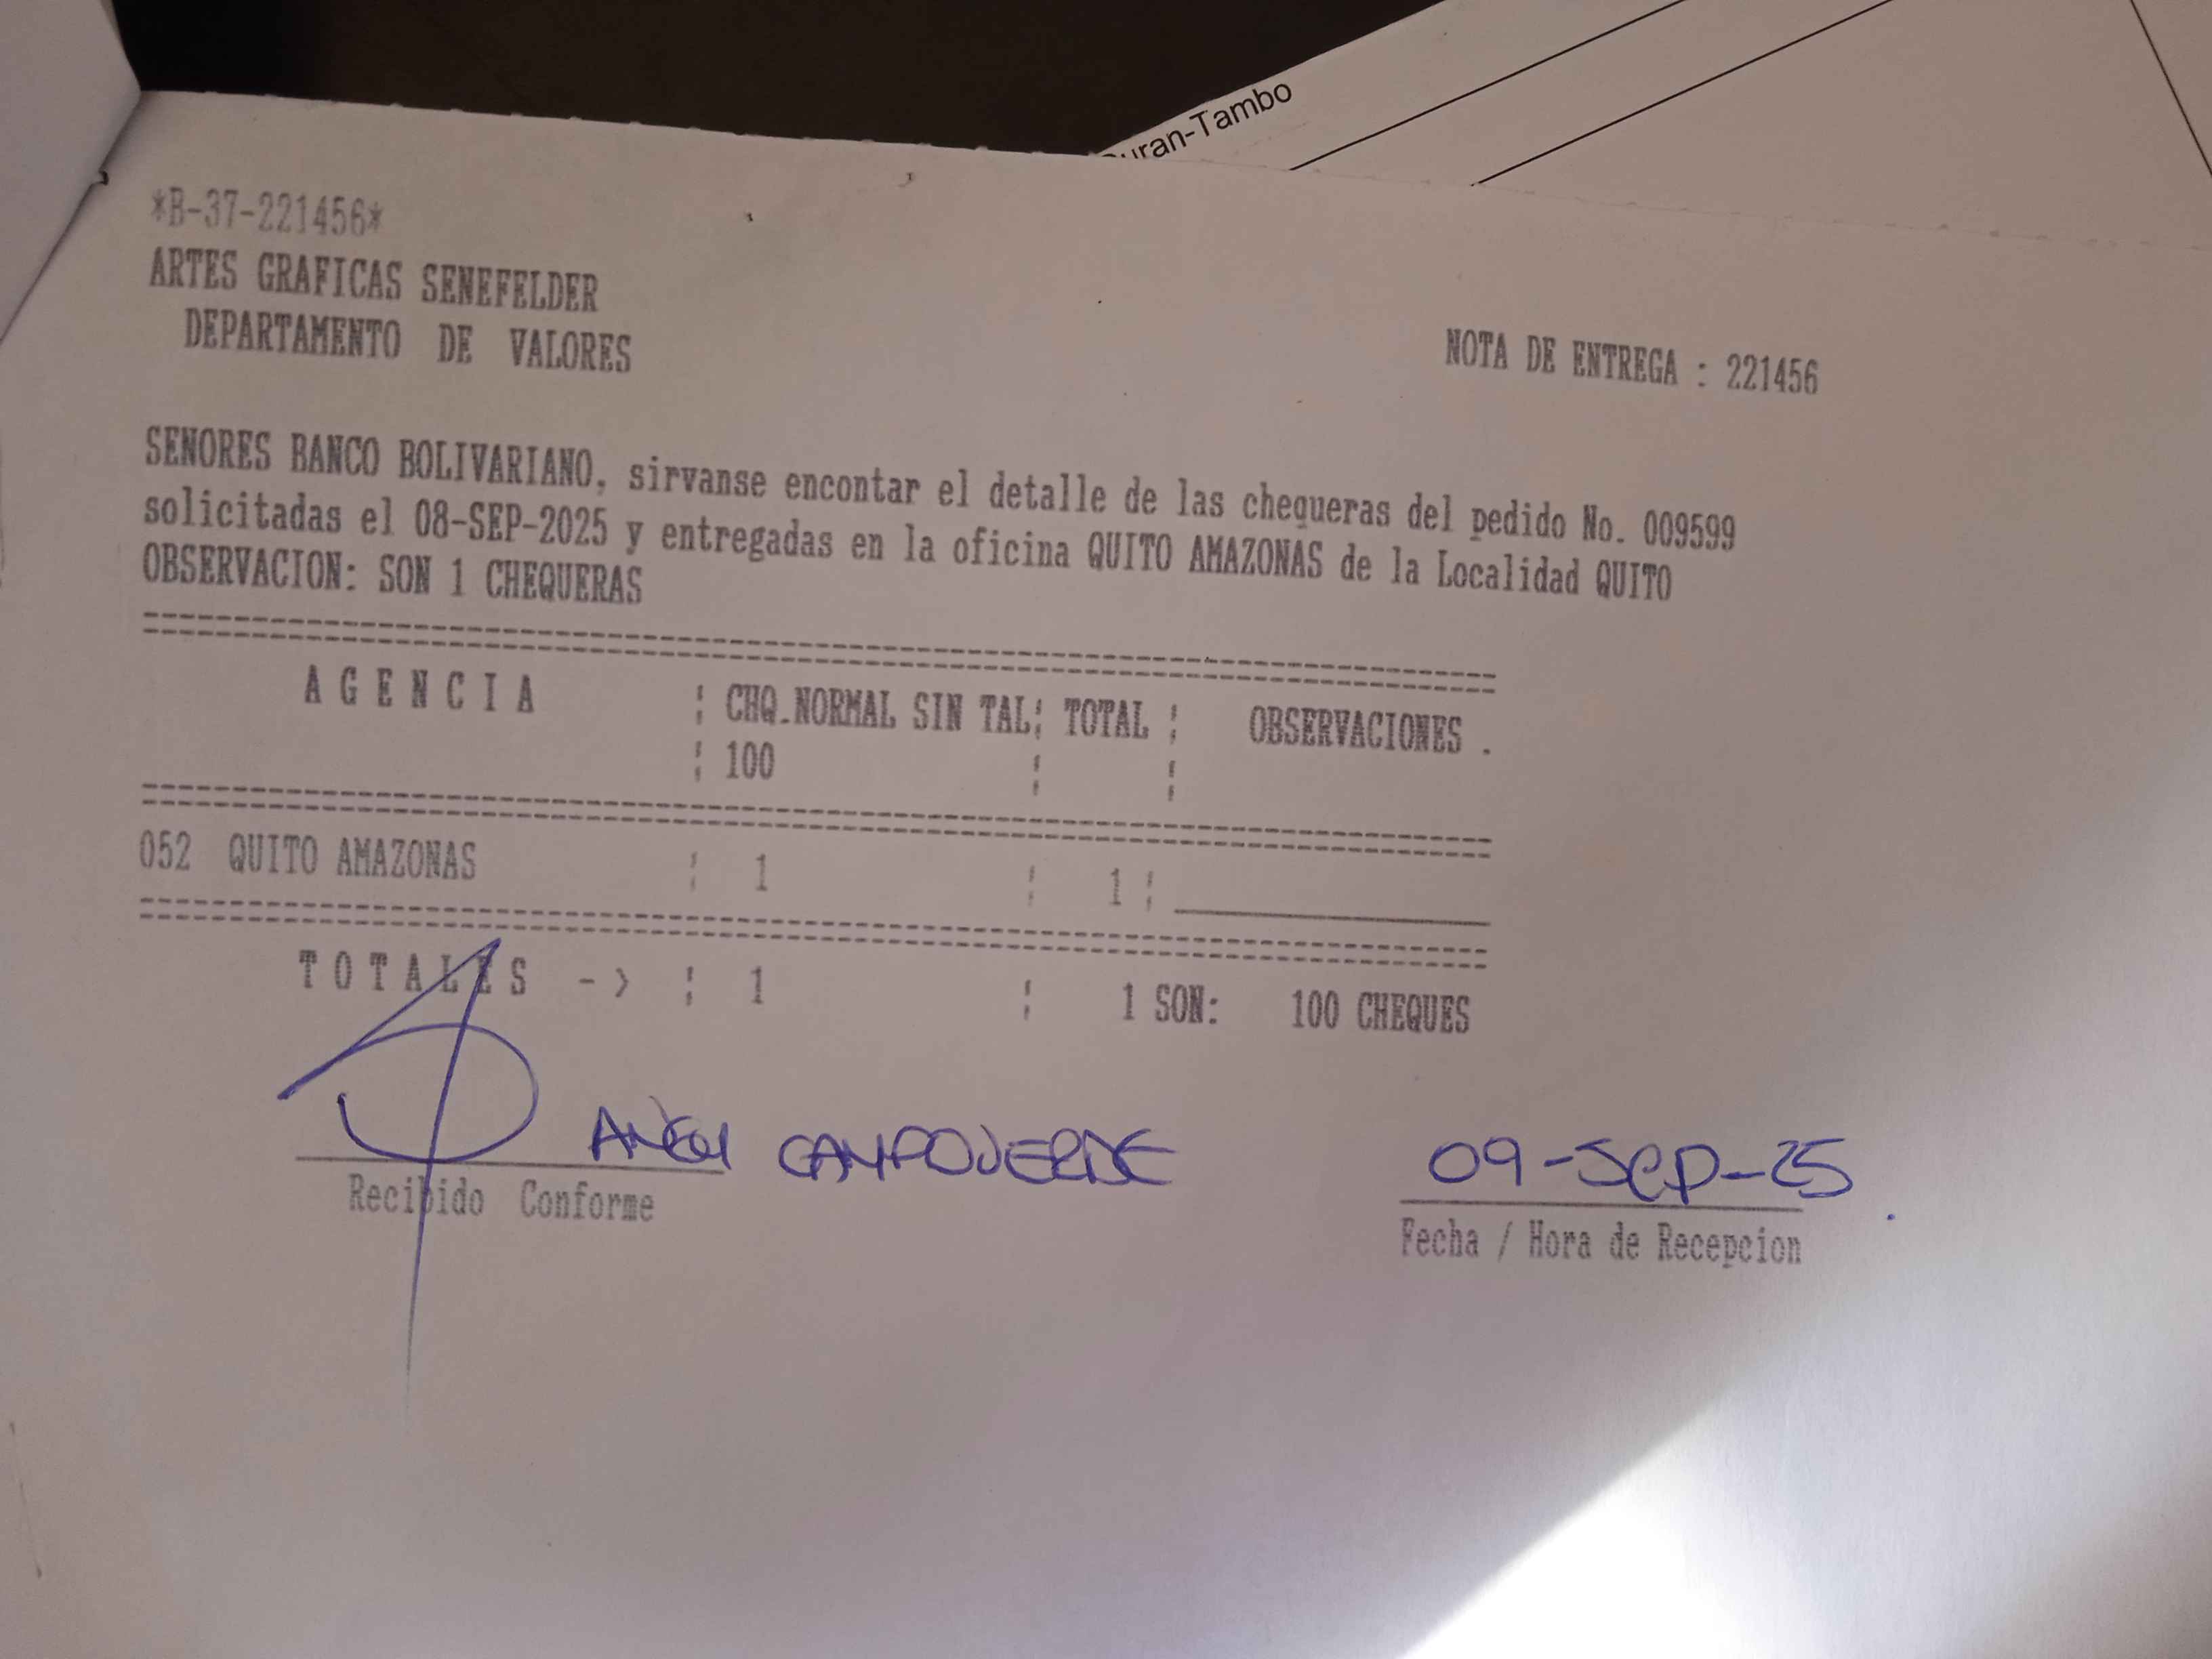 uran-Tambo
*B-37-221456*
ARTES GRAFICAS SENEFELDER
DEPARTAMENTO DE VALORES
NOTA DE ENTREGA : 221456
SENORES BANCO BOLIVARIANO, sirvanse encontar el detalle de las chequeras del pedido No. 009599
solicitadas el 08-SEP-2025 y entregadas en la oficina QUITO AMAZONAS de la Localidad QUITO
OBSERVACION: SON 1 CHEQUERAS
A G E N C I A ¦ CHQ.NORMAL SIN TAL¦ TOTAL ¦ OBSERVACIONES .
¦ 100 ¦ ¦
052 QUITO AMAZONAS ¦ 1 ¦ 1 ¦
T O T A L E S -> ¦ 1 ¦ 1 SON: 100 CHEQUES
CAMPOVERDE 09-SEP-25
Recibido Conforme
Fecha / Hora de Recepcion